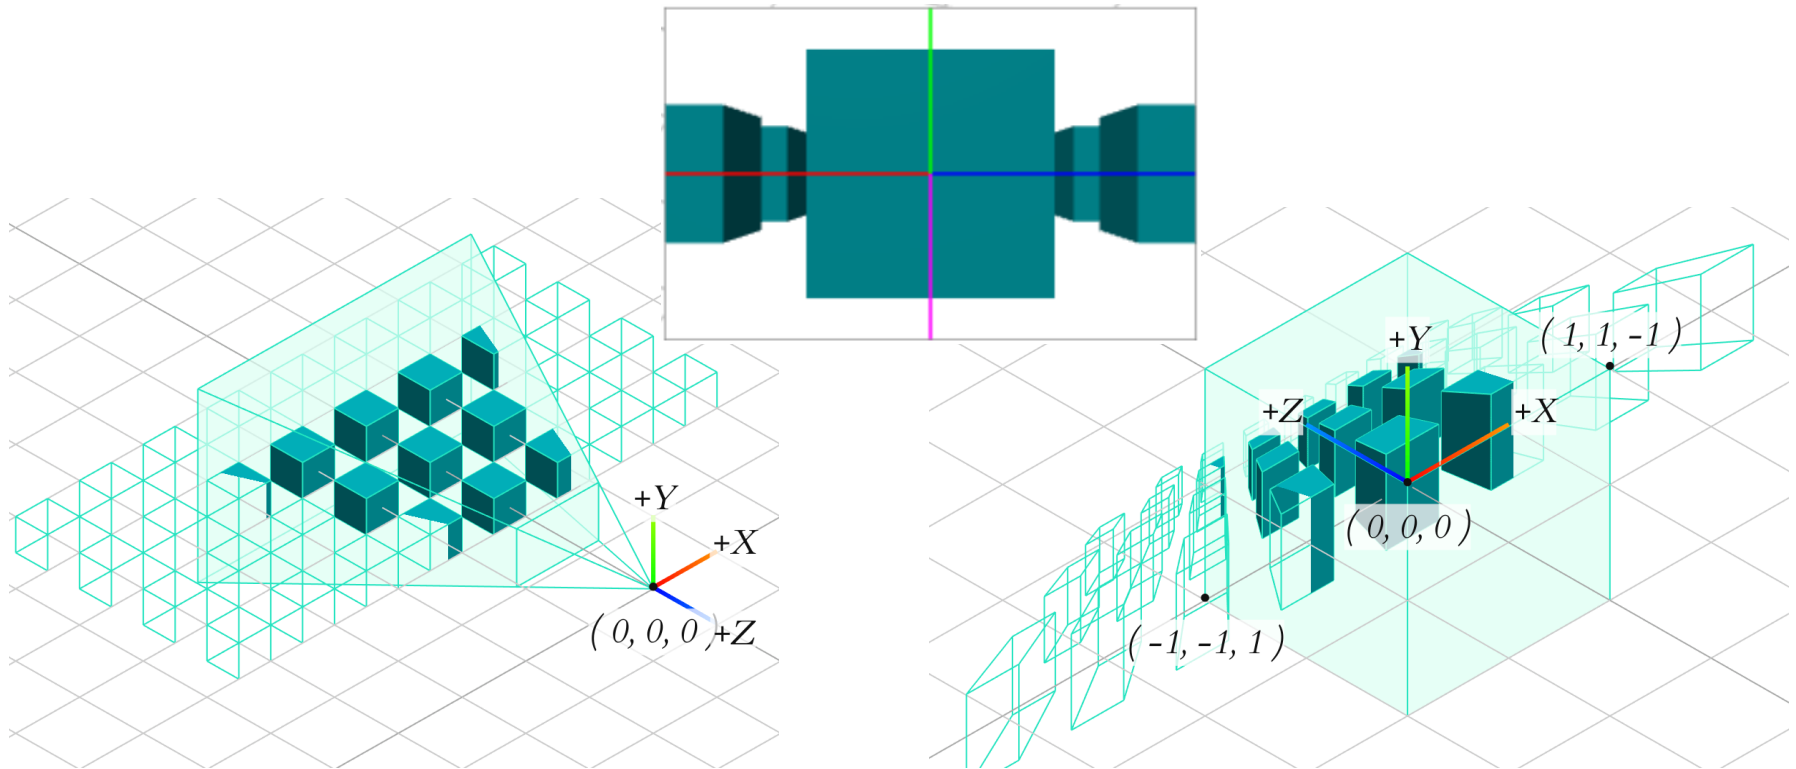 +Y
+X
( 0, 0, 0 )
+Z
( 1, 1, -1 )
+Y
+Z
+X
( 0, 0, 0 )
( -1, -1, 1 )